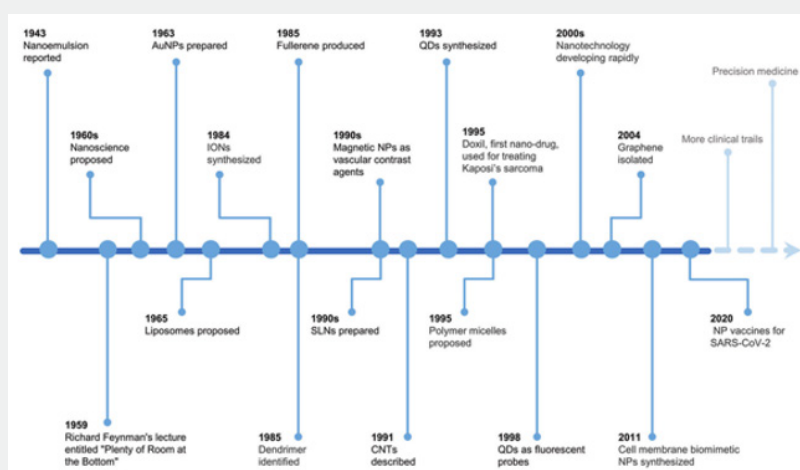 1943
Nanoemulsion
reported
1963
AuNPs prepared
1985
Fullerene produced
1993
QDs synthesized
2000s
Nanotechnology
developing rapidly
Precision medicine
1960s
Nanoscience
proposed
1984
IONs
synthesized
1990s
Magnetic NPs as
vascular contrast
agents
1995
Doxil, first nano-drug,
used for treating
Kaposi's sarcoma
2004
Graphene
isolated
More clinical trails
1965
Liposomes proposed
1990s
SLNs prepared
1995
Polymer micelles
proposed
2020
NP vaccines for
SARS-CoV-2
1959
Richard Feynman's lecture
entitled "Plenty of Room at
the Bottom"
1985
Dendrimer
identified
1991
CNTs
described
1998
QDs as fluorescent
probes
2011
Cell membrane biomimetic
NPs synthesized